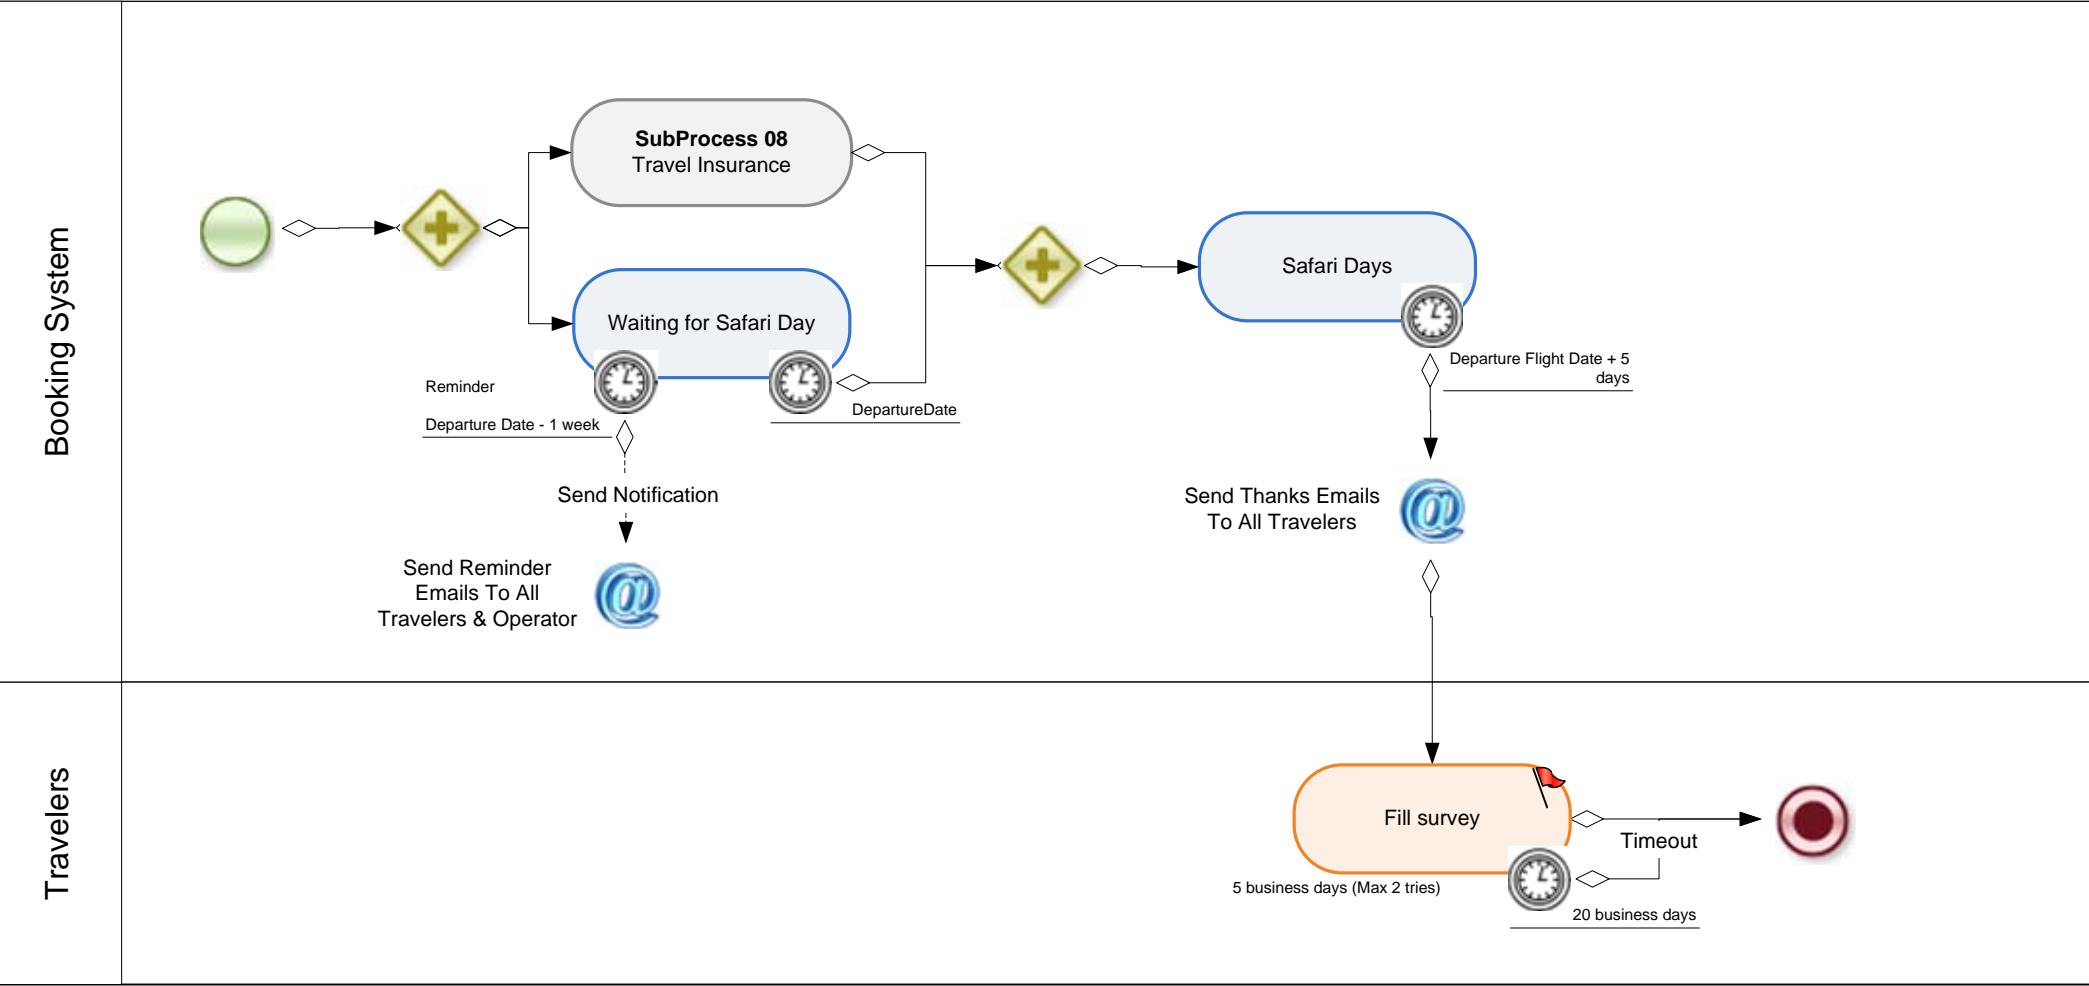 Booking System
SubProcess 08
Travel Insurance
Waiting for Safari Day
Reminder
Departure Date - 1 week
DepartureDate
Send Notification
Send Reminder
Emails To All
Travelers & Operator
Safari Days
Departure Flight Date + 5
days
Send Thanks Emails
To All Travelers
Travelers
Fill survey
Timeout
5 business days (Max 2 tries)
20 business days